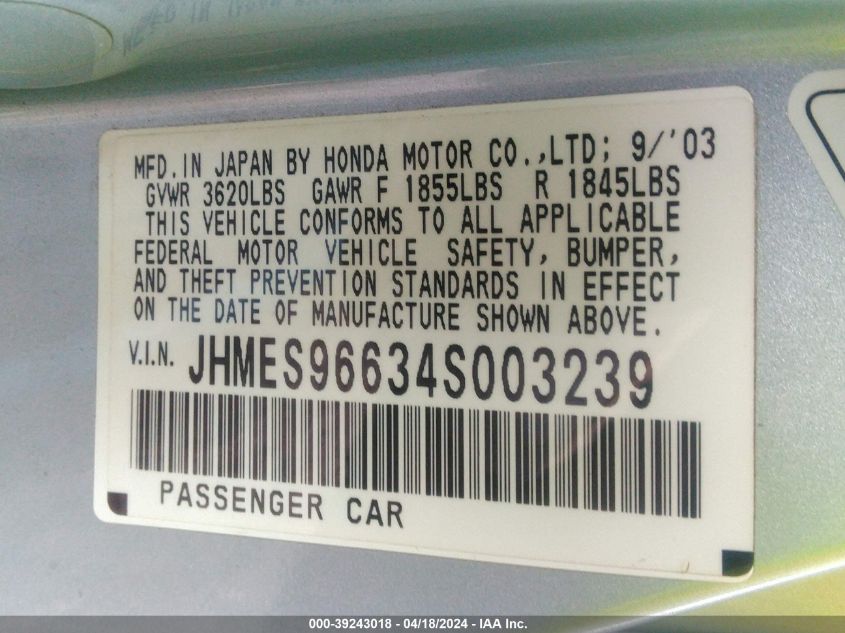 MFD.IN JAPAN BY HONDA MOTOR CO.,LTD; 9/'03
GVWR 3620LBS GAWR F 1855LBS R 1845LBS
THIS VEHICLE CONFORMS TO ALL APPLICABLE
FEDERAL MOTOR VEHICLE SAFETY, BUMPER,
AND THEFT PREVENTION STANDARDS IN EFFECT
ON THE DATE OF MANUFACTURE SHOWN ABOVE.
V.I.N. JHMES96634S003239
PASSENGER CAR
000-39243018 - 04/18/2024 - IAA Inc.